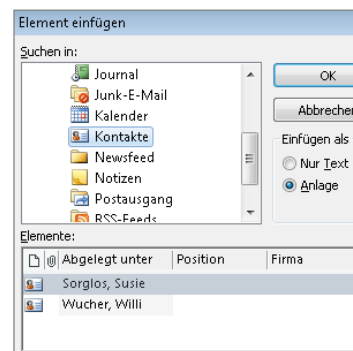 Element einfügen
Suchen in:
Journal
Junk-E-Mail
Kalender
Kontakte
Newsfeed
Notizen
Postausgang
RSS-Feeds
OK
Abbrechen
Einfügen als
Nur Text
Anlage
Elemente:
Abgelegt unter Position Firma
Sorglos, Susie
Wucher, Willi